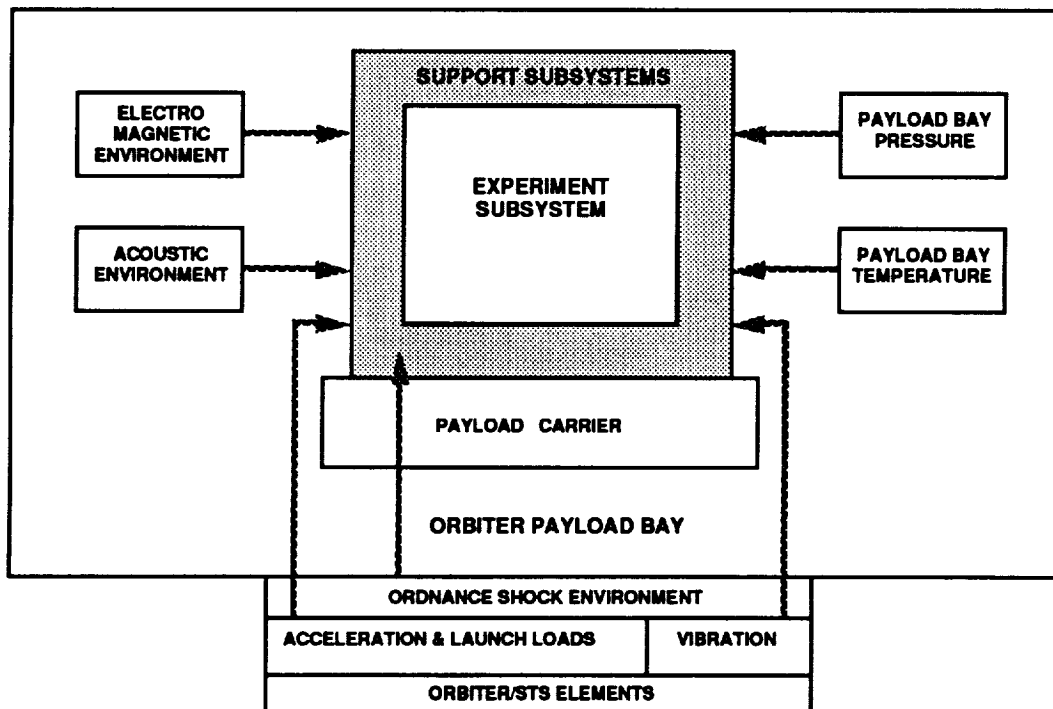 SUPPORT SUBSYSTEMS
ELECTRO
MAGNETIC
ENVIRONMENT
PAYLOAD BAY
PRESSURE
EXPERIMENT
SUBSYSTEM
ACOUSTIC
ENVIRONMENT
PAYLOAD BAY
TEMPERATURE
PAYLOAD CARRIER
ORBITER PAYLOAD BAY
ORDNANCE SHOCK ENVIRONMENT
ACCELERATION & LAUNCH LOADS
VIBRATION
ORBITER/STS ELEMENTS